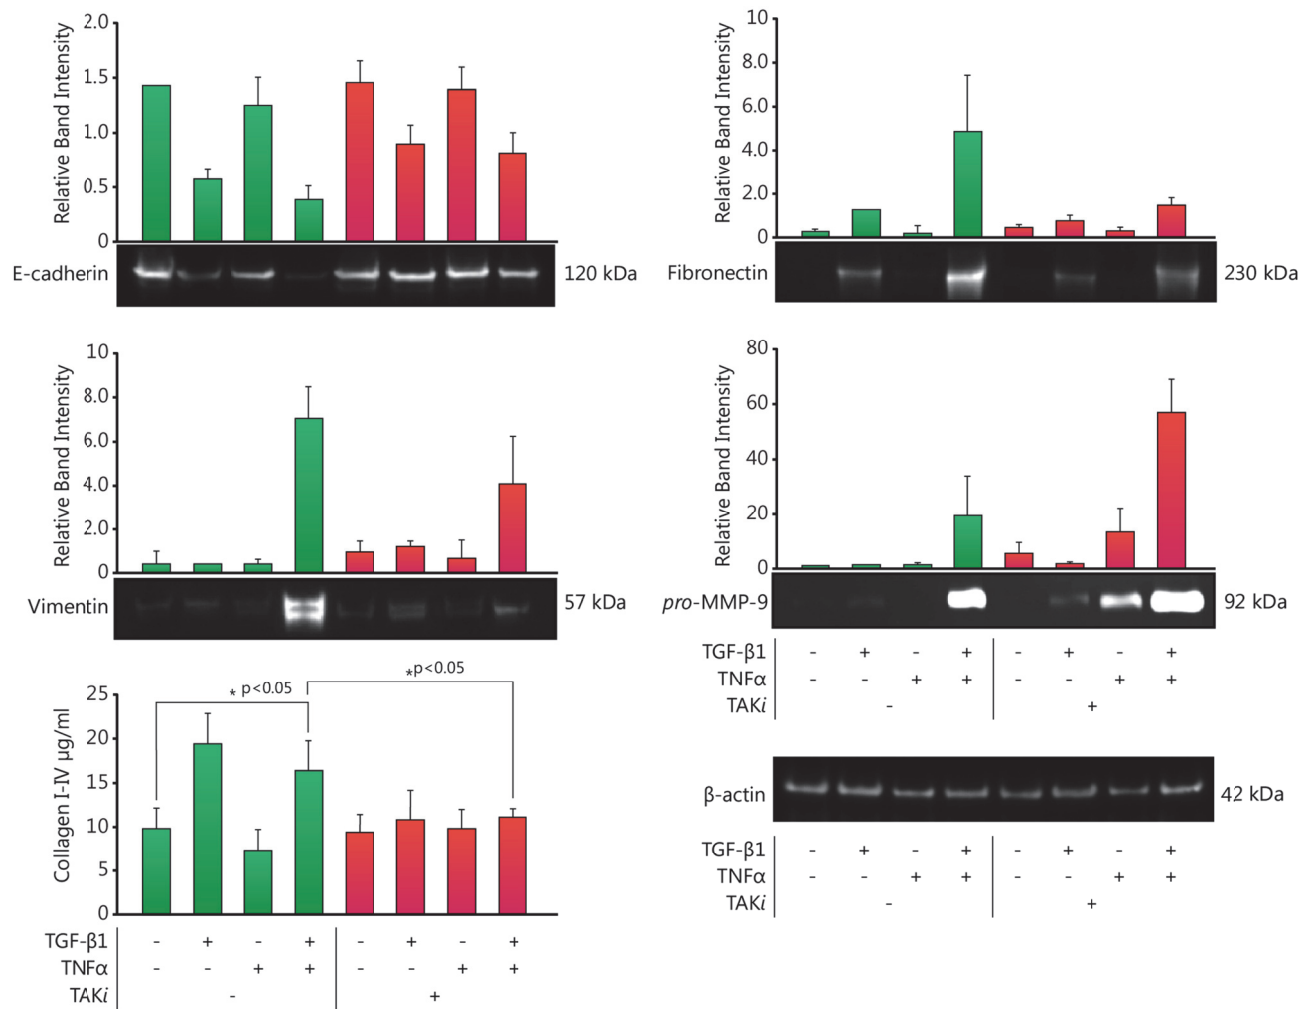 2.0
1.5
1.0
0.5
0
Relative Band Intensity
E-cadherin
120 kDa
10
8.0
6.0
4.0
2.0
0
Relative Band Intensity
Fibronectin
230 kDa
10
8.0
6.0
4.0
2.0
0
Relative Band Intensity
Vimentin
57 kDa
80
60
40
20
0
Relative Band Intensity
pro-MMP-9
92 kDa
TGF-β1 - + - + - + - +
TNFα - - + + - - + +
TAKi - +
25
20
15
10
5
0
Collagen I-IV µg/ml
* p<0.05
*p<0.05
TGF-β1 - + - + - + - +
TNFα - - + + - - + +
TAKi - +
β-actin
42 kDa
TGF-β1 - + - + - + - +
TNFα - - + + - - + +
TAKi - +